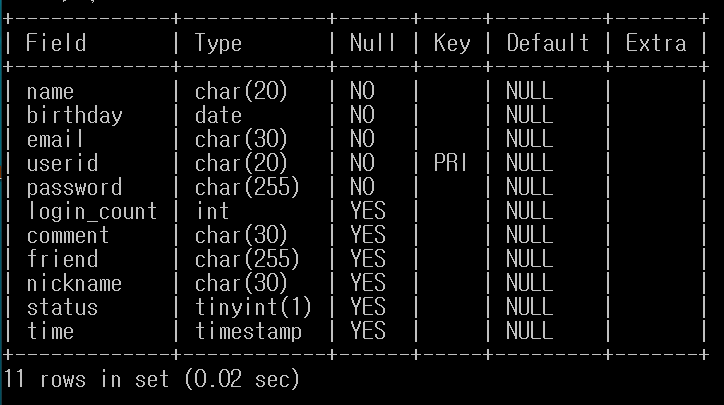 +-------------+--------------+------+-----+---------+-------+
| Field       | Type         | Null | Key | Default | Extra |
+-------------+--------------+------+-----+---------+-------+
| name        | char(20)     | NO   |     | NULL    |       |
| birthday    | date         | NO   |     | NULL    |       |
| email       | char(30)     | NO   |     | NULL    |       |
| userid      | char(20)     | NO   | PRI | NULL    |       |
| password    | char(255)    | NO   |     | NULL    |       |
| login_count | int          | YES  |     | NULL    |       |
| comment     | char(30)     | YES  |     | NULL    |       |
| friend      | char(255)    | YES  |     | NULL    |       |
| nickname    | char(30)     | YES  |     | NULL    |       |
| status      | tinyint(1)   | YES  |     | NULL    |       |
| time        | timestamp    | YES  |     | NULL    |       |
+-------------+--------------+------+-----+---------+-------+
11 rows in set (0.02 sec)